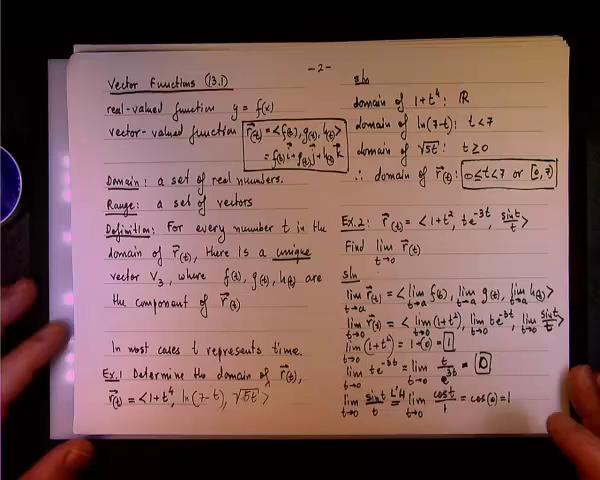 Vector Functions (13.1)
real-valued function y = f(x)
vector-valued function r⃗(t) = <f(t), g(t), h(t)>
= f(t) i⃗ + g(t) j⃗ + h(t) k⃗
Domain: a set of real numbers.
Range: a set of vectors
Definition: For every number t in the
domain of r⃗(t), there is a unique
vector V₃, where f(t), g(t), h(t) are
the component of r⃗(t)
In most cases t represents time.
Ex.1 Determine the domain of r⃗(t),
r⃗(t) = <1+t⁴, ln(7-t), √5t>
-2-
sln
domain of 1+t⁴: ℝ
domain of ln(7-t): t<7
domain of √5t: t≥0
∴ domain of r⃗(t): 0≤t<7 or [0,7)
Ex.2: r⃗(t) = <1+t², te^-3t, sint/t>
Find lim t→0 r⃗(t)
sln
lim t→a r⃗(t) = <lim t→a f(t), lim t→a g(t), lim t→a h(t)>
lim t→0 r⃗(t) = <lim t→0 (1+t²), lim t→0 te^-3t, lim t→0 sint/t>
lim t→0 (1+t²) = 1+(0) = 1
lim t→0 te^-3t = lim t→0 t/e^3t = 0
lim t→0 sint/t L'H = lim t→0 cost/1 = cos(0) = 1